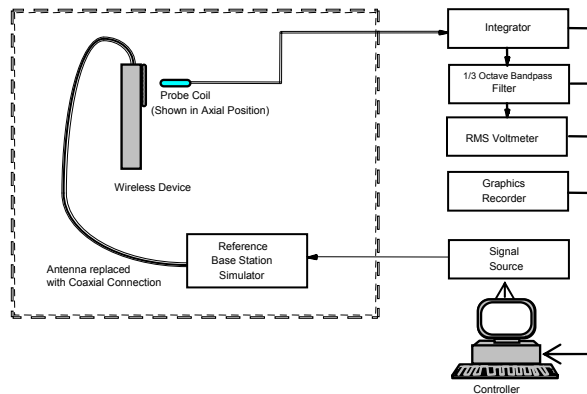 Integrator
1/3 Octave Bandpass
Filter
RMS Voltmeter
Graphics
Recorder
Signal
Source
Controller
Probe Coil
(Shown in Axial Position)
Wireless Device
Reference
Base Station
Simulator
Antenna replaced
with Coaxial Connection